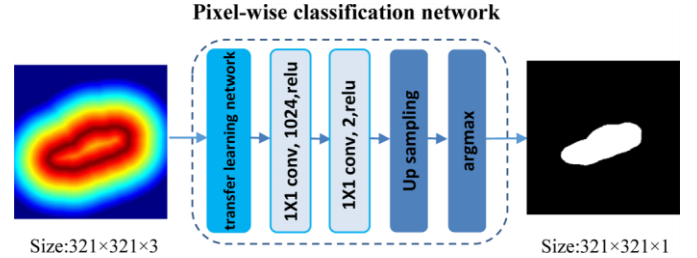 Pixel-wise classification network
transfer learning network
1X1 conv, 1024,relu
1X1 conv, 2,relu
Up sampling
argmax
Size:321×321×3
Size:321×321×1